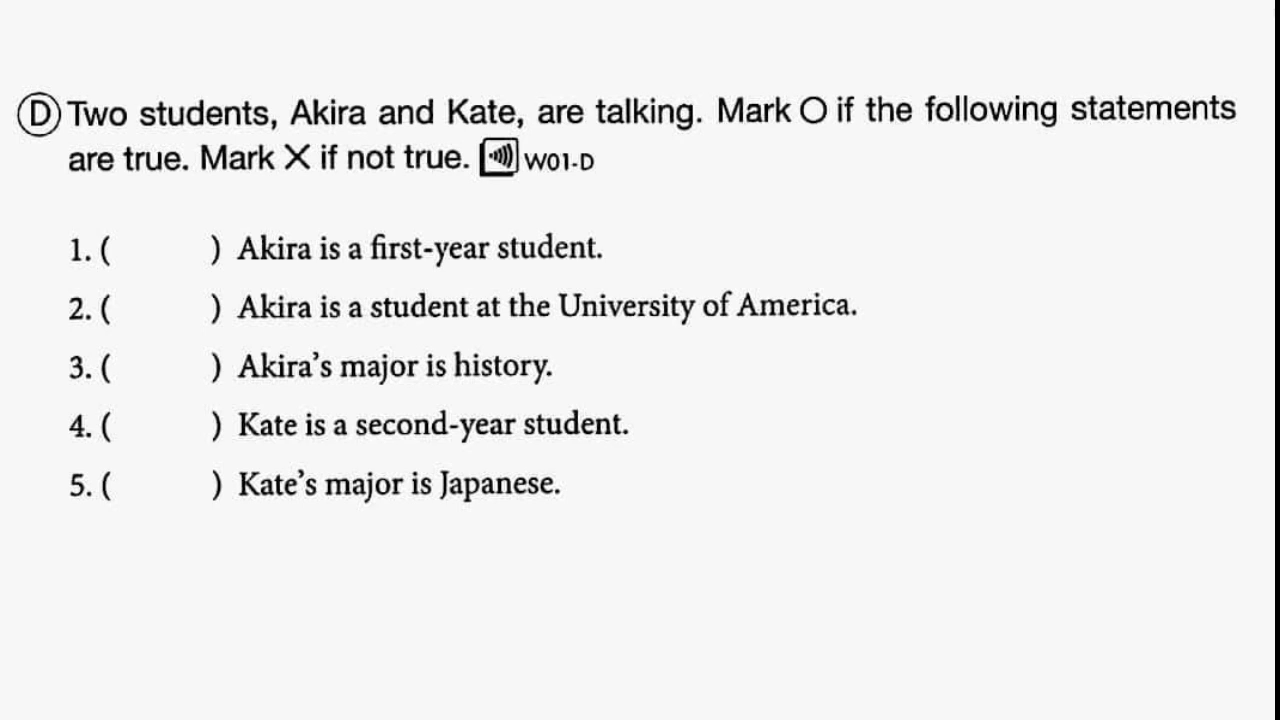 Ⓓ Two students, Akira and Kate, are talking. Mark O if the following statements
are true. Mark X if not true. W01-D
1. ( ) Akira is a first-year student.
2. ( ) Akira is a student at the University of America.
3. ( ) Akira’s major is history.
4. ( ) Kate is a second-year student.
5. ( ) Kate’s major is Japanese.